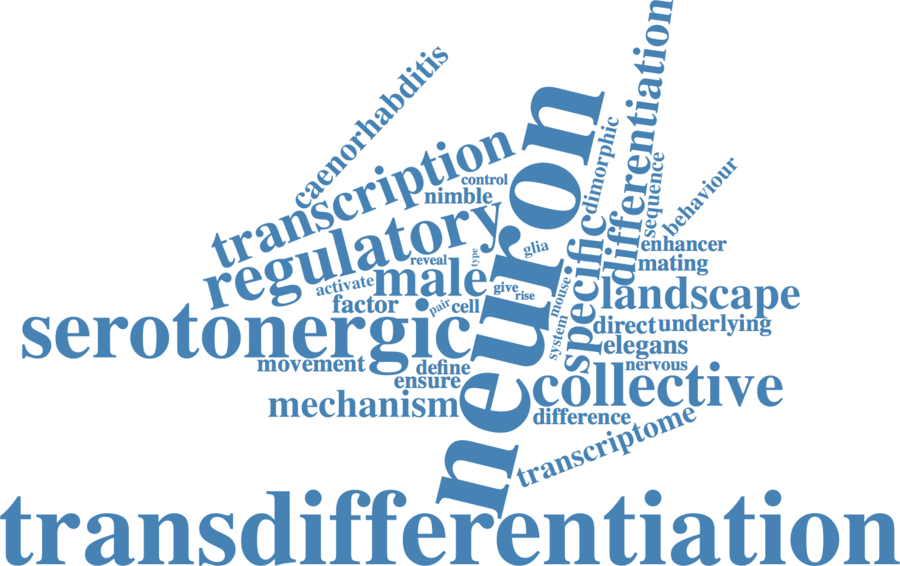 caenorhabditis
differentiation
transcription
control
nimble
neuron
dimorphic
sequence
behaviour
regulatory
glia
specific
enhancer
mating
reveal
type
activate
male
give
rise
mouse
landscape
factor
pair
cell
serotonergic
system
direct
underlying
elegans
movement
define
ensure
nervous
collective
mechanism
difference
transcriptome
transdifferentiation